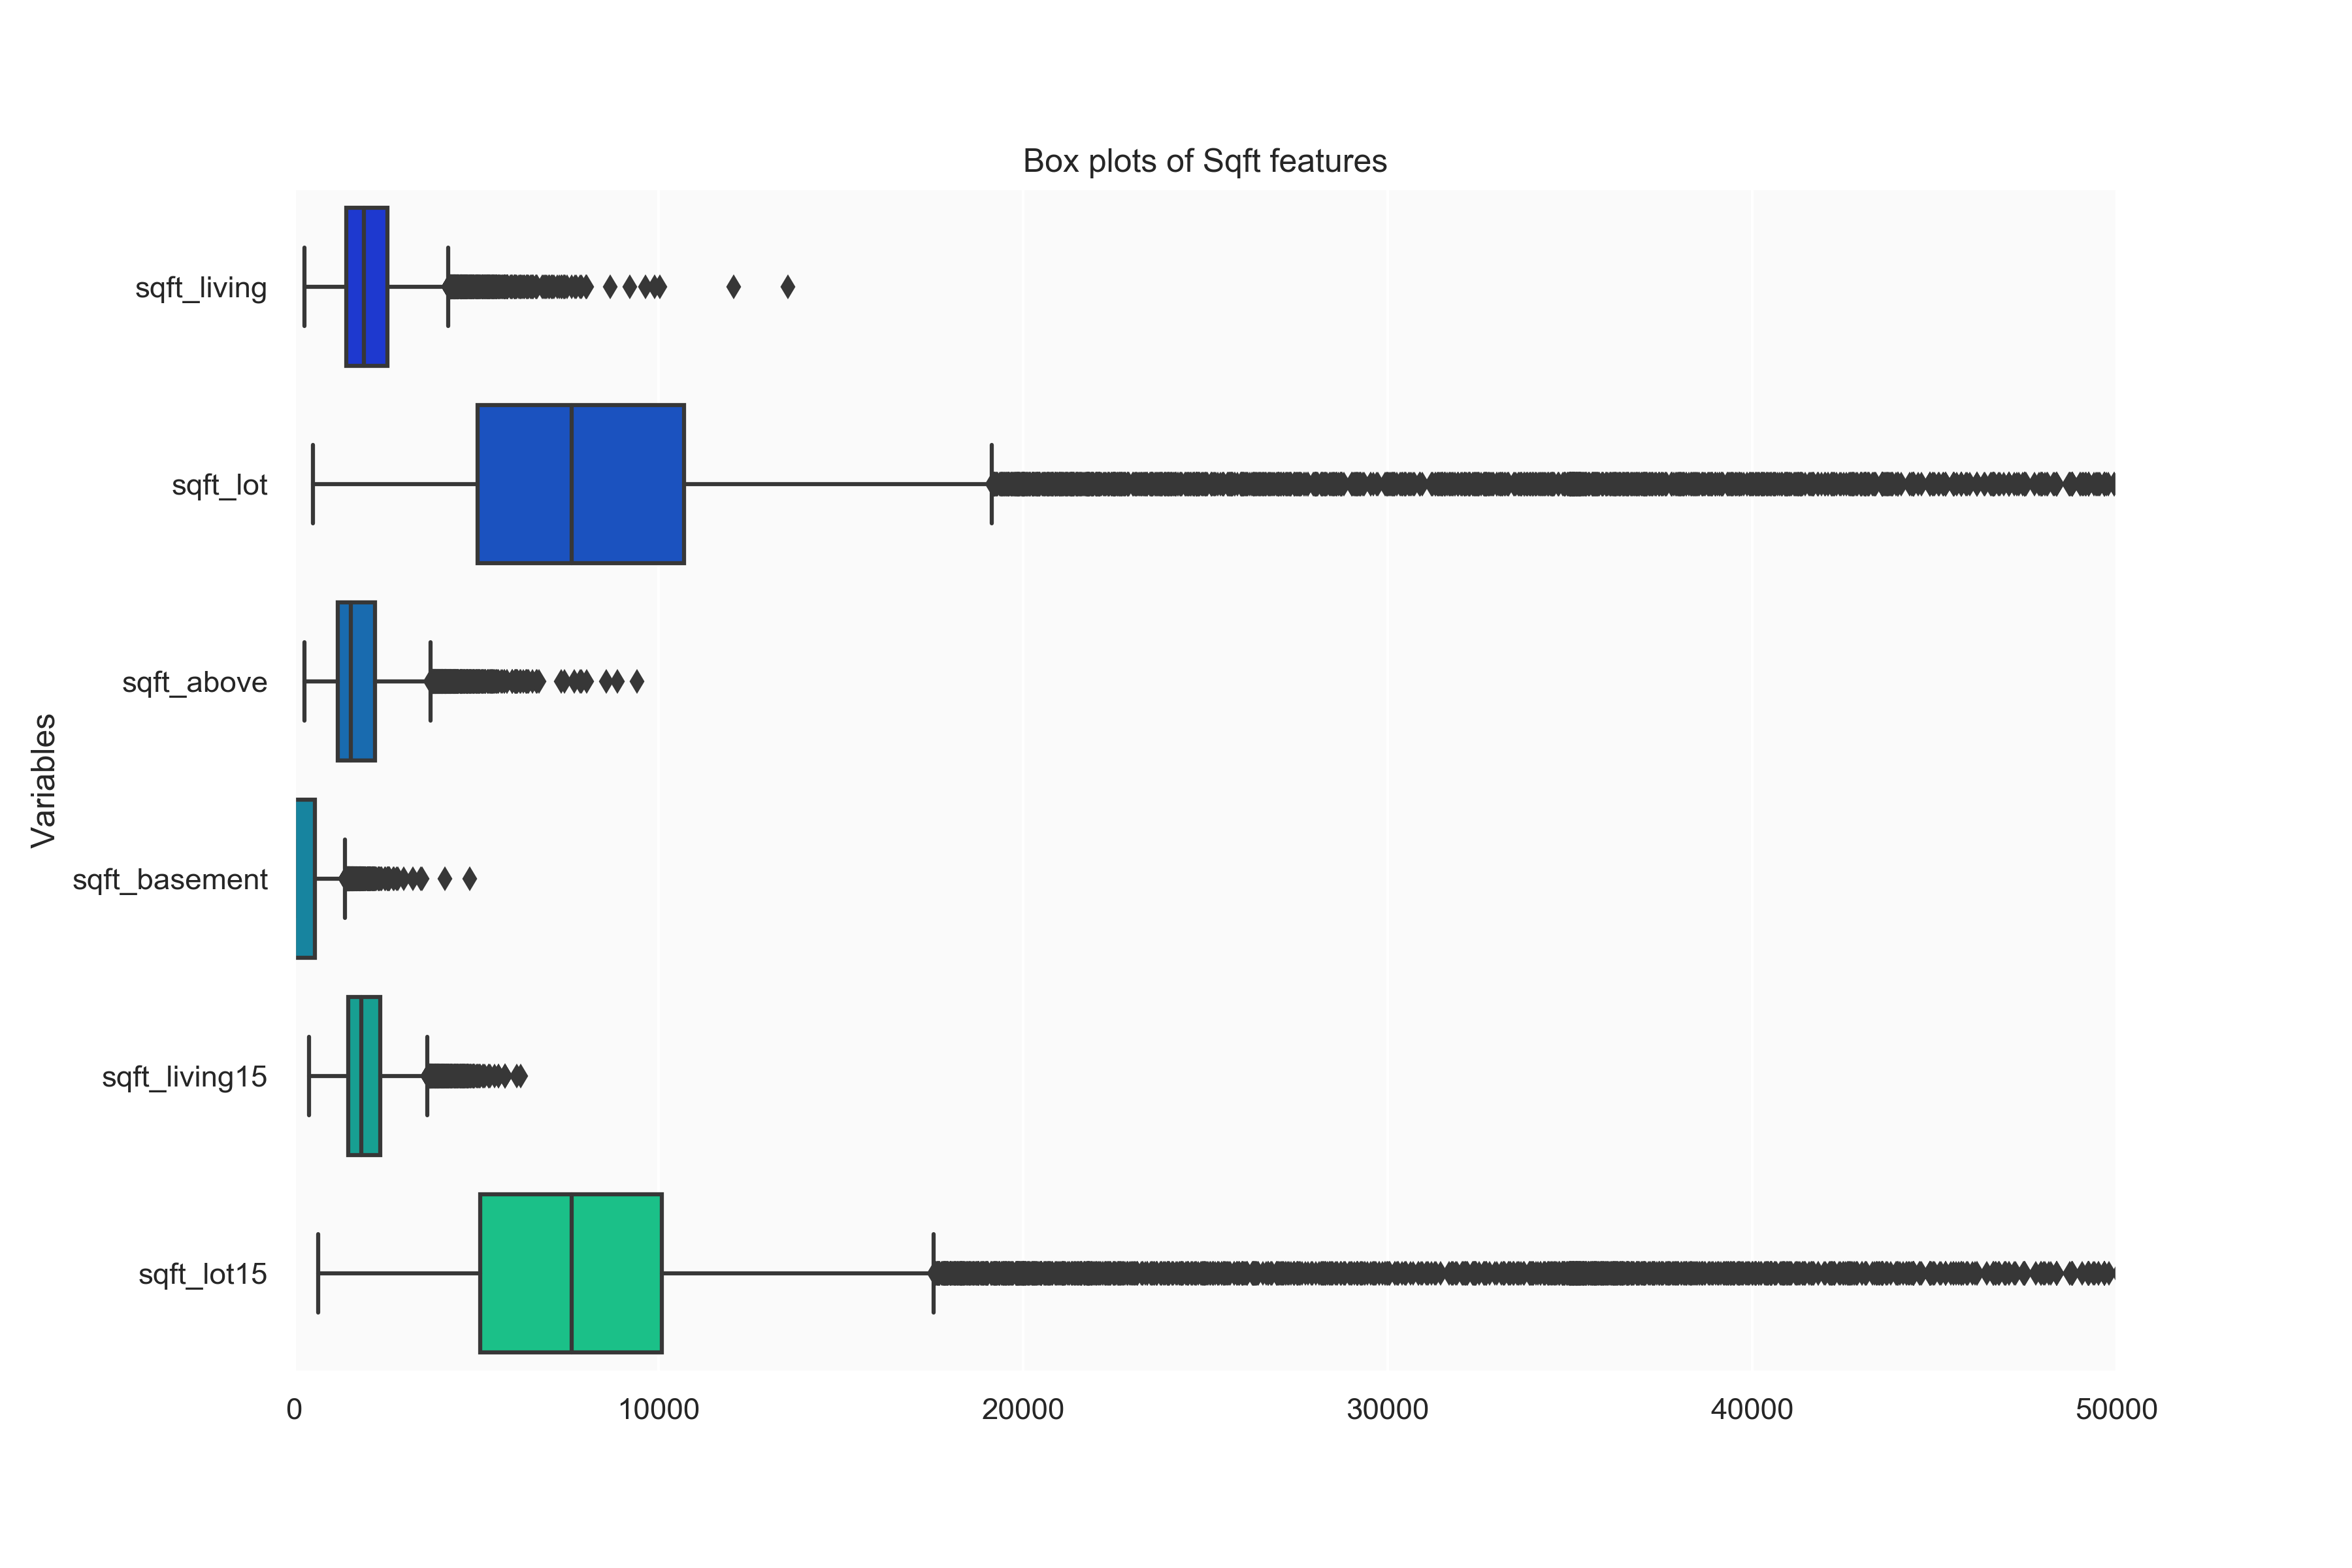 Box plots of Sqft features
Variables
sqft_living
sqft_lot
sqft_above
sqft_basement
sqft_living15
sqft_lot15
0 10000 20000 30000 40000 50000